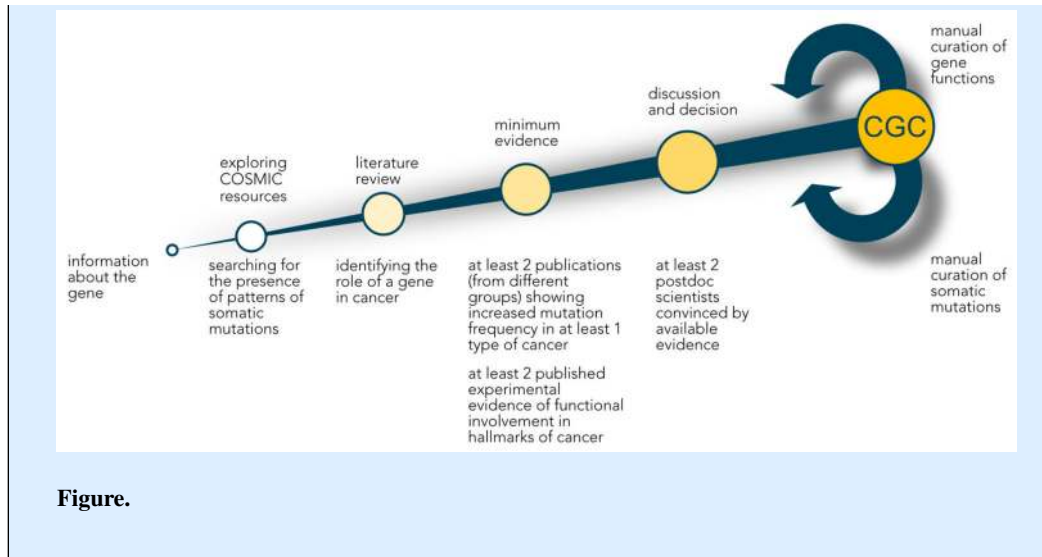 manual
curation of
gene
functions
CGC
discussion
and decision
minimum
evidence
literature
review
exploring
COSMIC
resources
information
about the
gene
searching for
the presence
of patterns of
somatic
mutations
identifying the
role of a gene
in cancer
at least 2 publications
(from different
groups) showing
increased mutation
frequency in at least 1
type of cancer
at least 2 published
experimental
evidence of functional
involvement in
hallmarks of cancer
at least 2
postdoc
scientists
convinced by
available
evidence
manual
curation of
somatic
mutations
Figure.